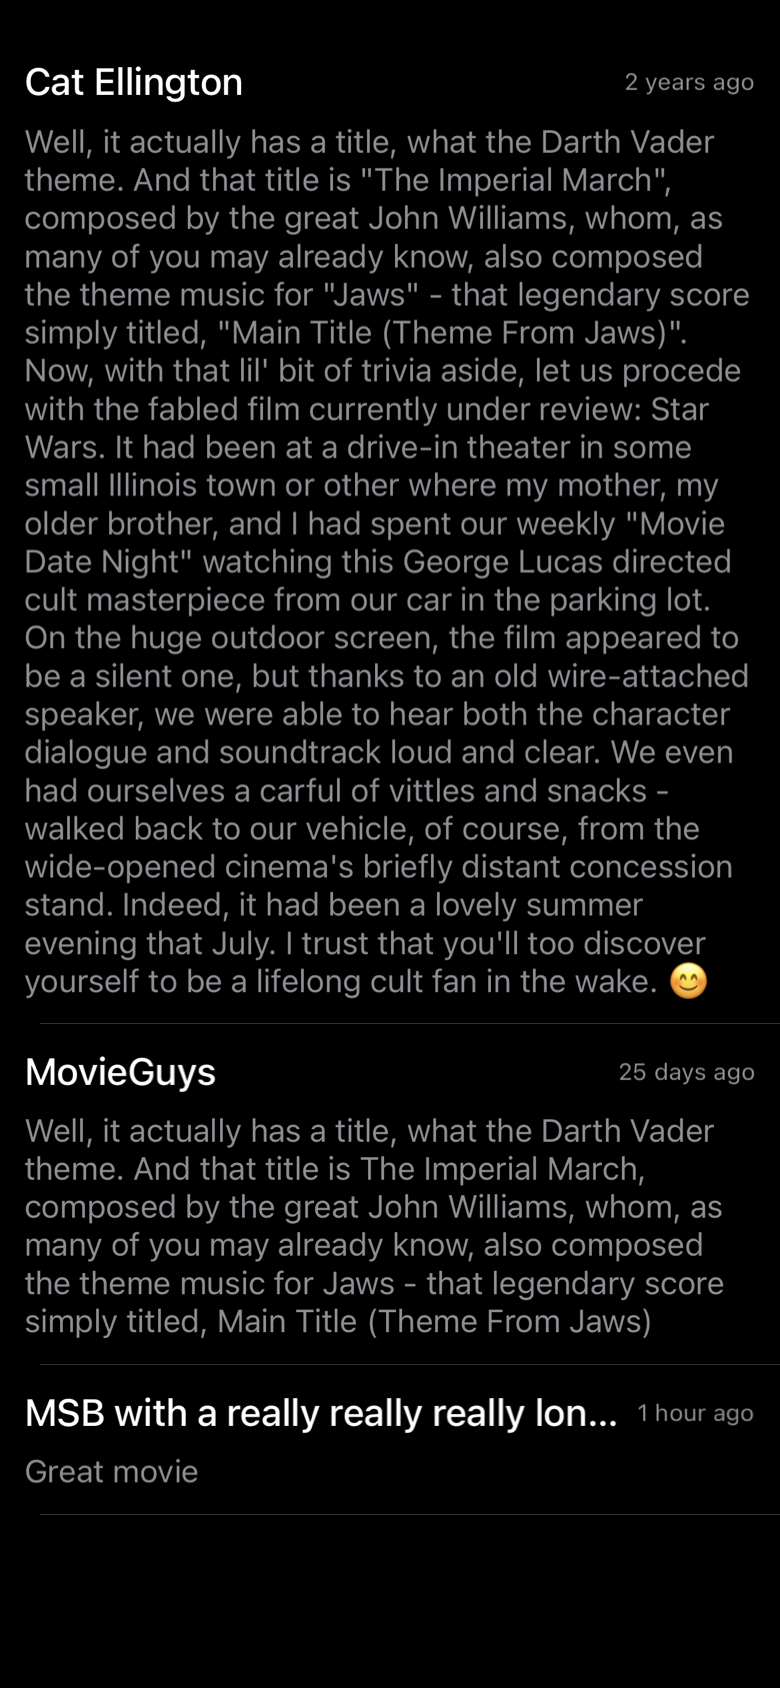 Cat Ellington
2 years ago
Well, it actually has a title, what the Darth Vader
theme. And that title is "The Imperial March",
composed by the great John Williams, whom, as
many of you may already know, also composed
the theme music for "Jaws" - that legendary score
simply titled, "Main Title (Theme From Jaws)".
Now, with that lil' bit of trivia aside, let us procede
with the fabled film currently under review: Star
Wars. It had been at a drive-in theater in some
small Illinois town or other where my mother, my
older brother, and I had spent our weekly "Movie
Date Night" watching this George Lucas directed
cult masterpiece from our car in the parking lot.
On the huge outdoor screen, the film appeared to
be a silent one, but thanks to an old wire-attached
speaker, we were able to hear both the character
dialogue and soundtrack loud and clear. We even
had ourselves a carful of vittles and snacks -
walked back to our vehicle, of course, from the
wide-opened cinema's briefly distant concession
stand. Indeed, it had been a lovely summer
evening that July. I trust that you'll too discover
yourself to be a lifelong cult fan in the wake. 😊
MovieGuys
25 days ago
Well, it actually has a title, what the Darth Vader
theme. And that title is The Imperial March,
composed by the great John Williams, whom, as
many of you may already know, also composed
the theme music for Jaws - that legendary score
simply titled, Main Title (Theme From Jaws)
MSB with a really really really lon...
1 hour ago
Great movie